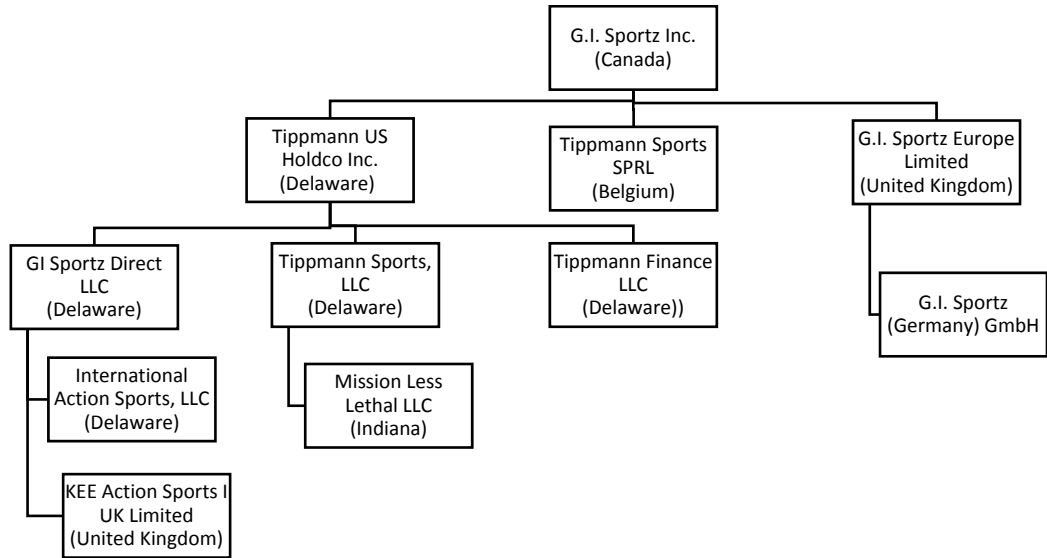 G.I. Sportz Inc.
(Canada)
Tippmann US
Holdco Inc.
(Delaware)
Tippmann Sports
SPRL
(Belgium)
G.I. Sportz Europe
Limited
(United Kingdom)
GI Sportz Direct
LLC
(Delaware)
Tippmann Sports,
LLC
(Delaware)
Tippmann Finance
LLC
(Delaware))
G.I. Sportz
(Germany) GmbH
International
Action Sports, LLC
(Delaware)
Mission Less
Lethal LLC
(Indiana)
KEE Action Sports I
UK Limited
(United Kingdom)